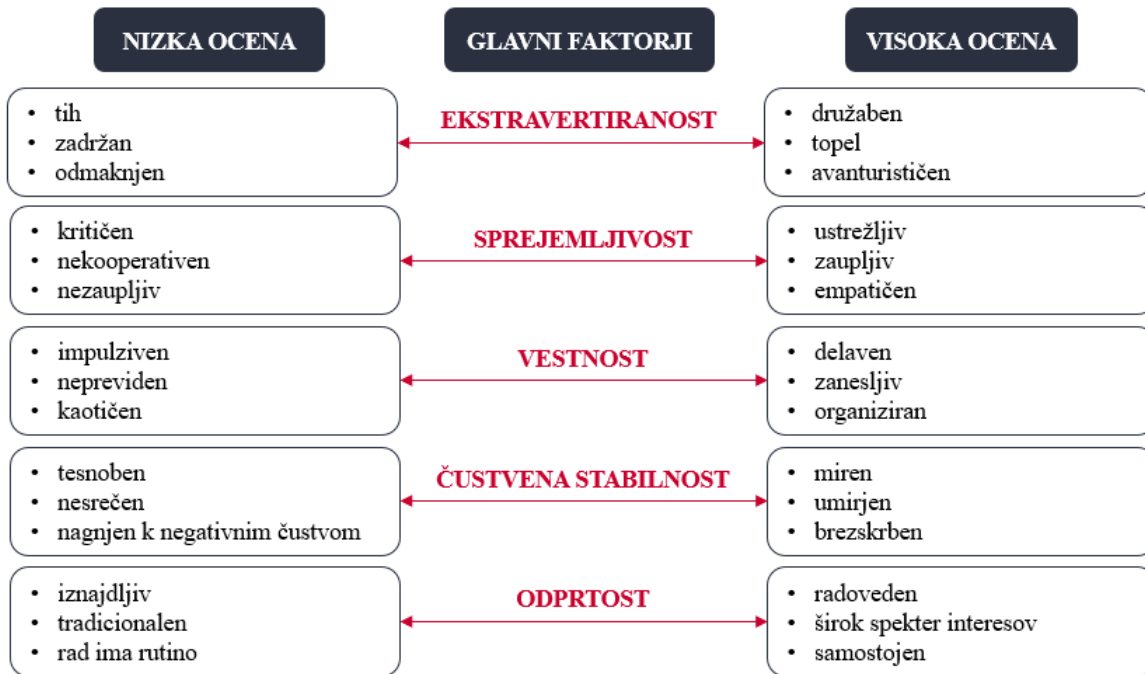 NIZKA OCENA
GLAVNI FAKTORJI
VISOKA OCENA
• tih
• zadržan
• odmaknjen
EKSTRAVERTIRANOST
• družaben
• topel
• avanturističen
• kritičen
• nekooperativen
• nezaupljiv
SPREJEMLJIVOST
• ustrežljiv
• zaupljiv
• empatičen
• impulziven
• nepreviden
• kaotičen
VESTNOST
• delaven
• zanesljiv
• organiziran
• tesnoben
• nesrečen
• nagnjen k negativnim čustvom
ČUSTVENA STABILNOST
• miren
• umirjen
• brezskrben
• iznajdljiv
• tradicionalen
• rad ima rutino
ODPRTOST
• radoveden
• širok spekter interesov
• samostojen